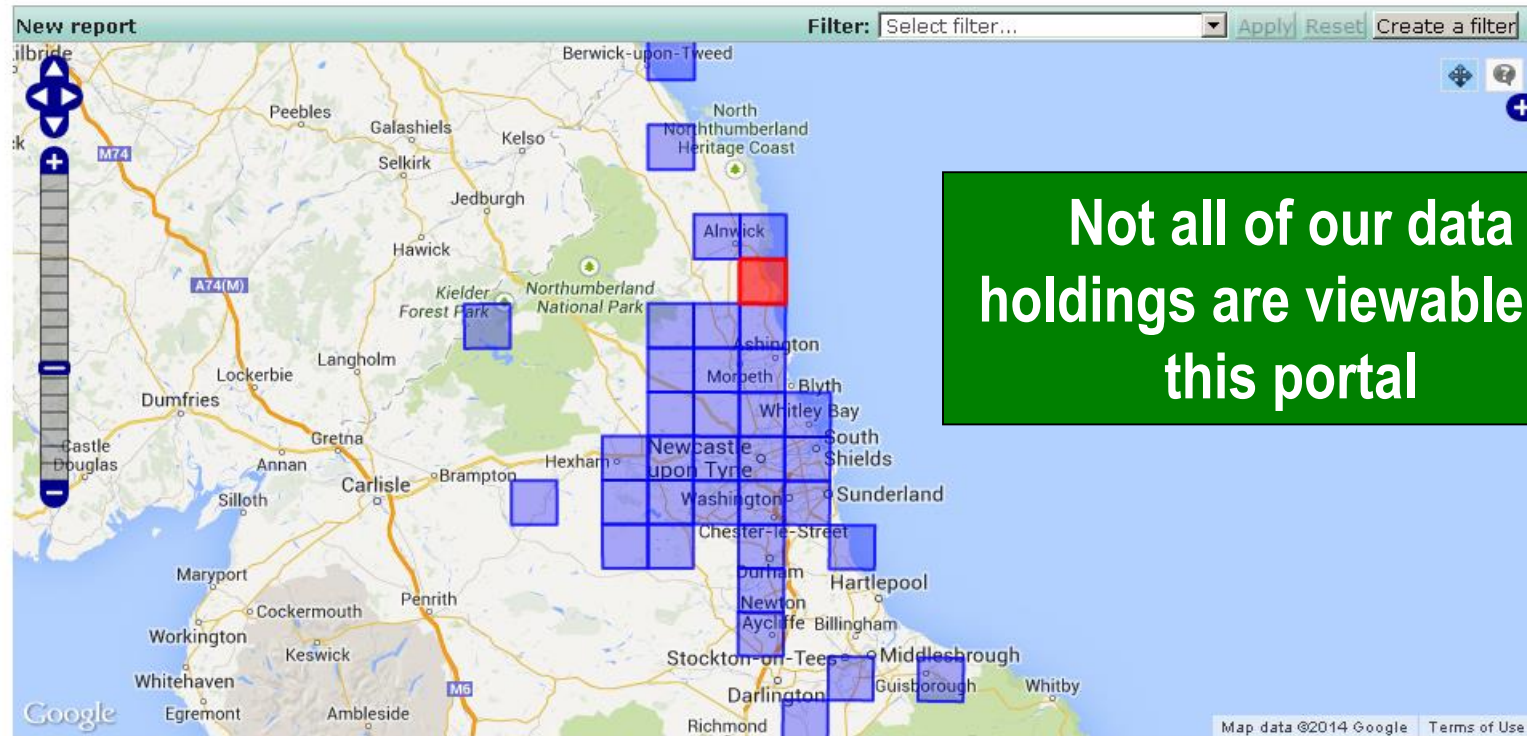 New report
Filter: Select filter... Apply Reset Create a filter
Berwick-upon-Tweed
Peebles
Galashiels
Kelso
North
Norththumberland
Heritage Coast
M74
Selkirk
Jedburgh
Alnwick
Hawick
A74(M)
Kielder
Forest Park
Northumberland
National Park
Ashington
Langholm
Lockerbie
Morpeth
Blyth
Dumfries
Whitley Bay
Gretna
Newcastle
upon Tyne
South
Shields
Castle
Douglas
Annan
Hexham
Brampton
Carlisle
Silloth
Washington
Sunderland
Chester-le-Street
Maryport
Durham
Hartlepool
Penrith
Newton
Aycliffe
Cockermouth
Billingham
Workington
Keswick
Stockton-on-Tees
Middlesbrough
Whitehaven
M6
Darlington
Guisborough
Whitby
Google
Egremont
Ambleside
Richmond
Map data ©2014 Google Terms of Use
Not all of our data
holdings are viewable
this portal